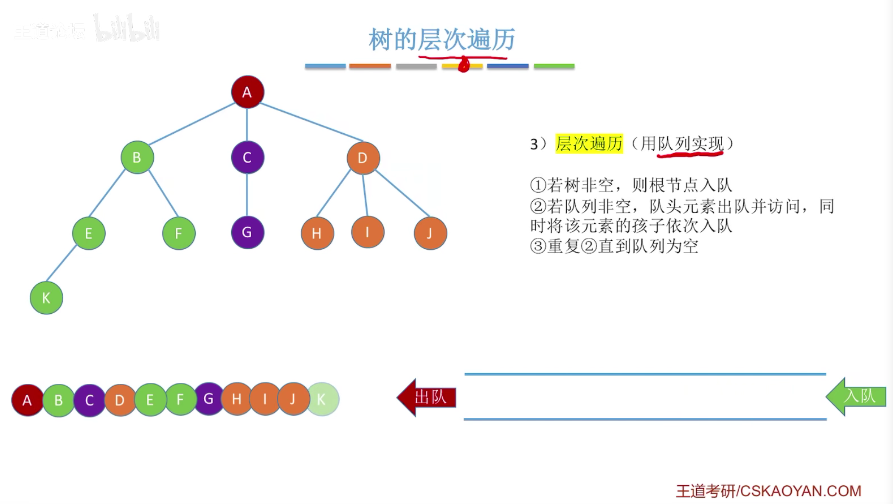 树的层次遍历
A
B
C
D
E
F
G
H
I
J
K
3）层次遍历（用队列实现）
①若树非空，则根节点入队
②若队列非空，队头元素出队并访问，同
时将该元素的孩子依次入队
③重复②直到队列为空
A B C D E F G H I J K
出队
入队
王道考研/CSKAOYAN.COM